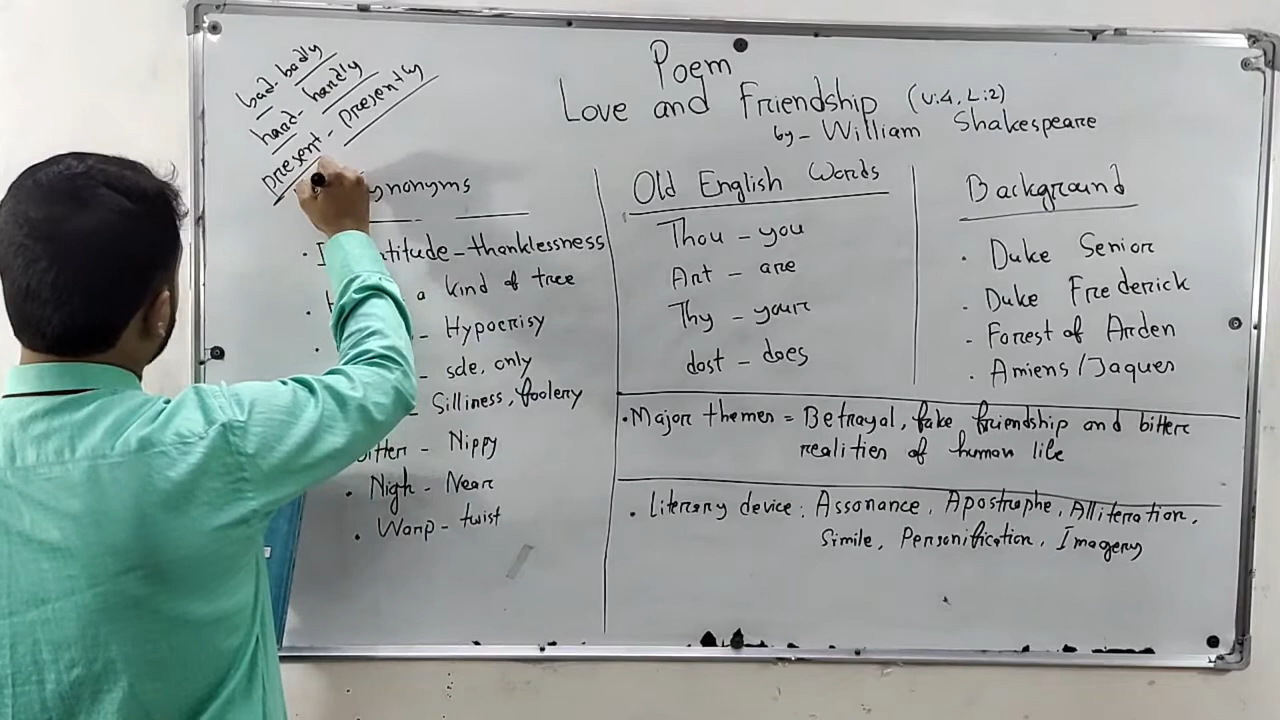 bad-badly
hard- hardly
present- presently
Poem
Love and Friendship (U:4, L:2)
by- William Shakespeare
ynonyms
titude - thanklessness
a kind of tree
- Hypocrisy
- sole, only
- Silliness, foolery
itter - Nippy
• Nigh - Near
• Warp - twist
Old English Words
Thou - you
Art - are
Thy - your
dost - does
Background
• Duke Senior
• Duke Frederick
• Forrest of Arden
• Amiens/Jaques
• Major themes = Betrayal, fake friendship and bitter
realities of human life
• Literary device: Assonance, Apostrophe, Alliteration,
Simile, Personification, Imagery